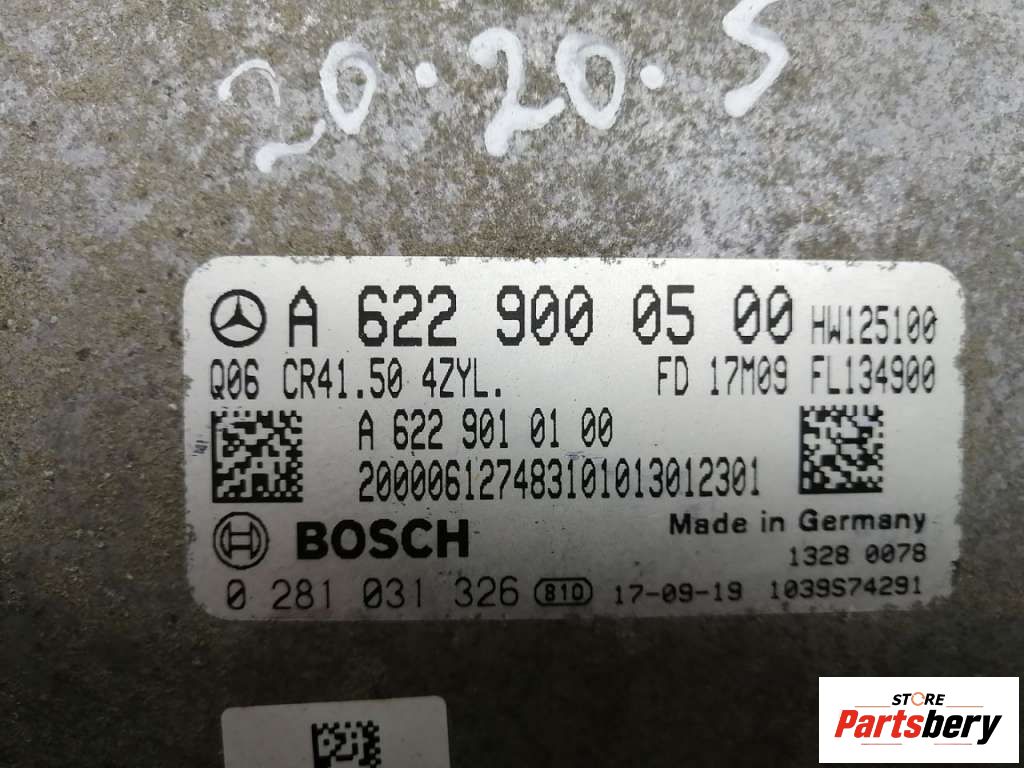 20.20.5
A 622 900 05 00 HW125100
Q06 CR41.50 4ZYL. FD 17M09 FL134900
A 622 901 01 00
200006127483101013012301
BOSCH Made in Germany
1328 0078
0 281 031 326 810 17-09-19 1039S74291
STORE
Partsbery